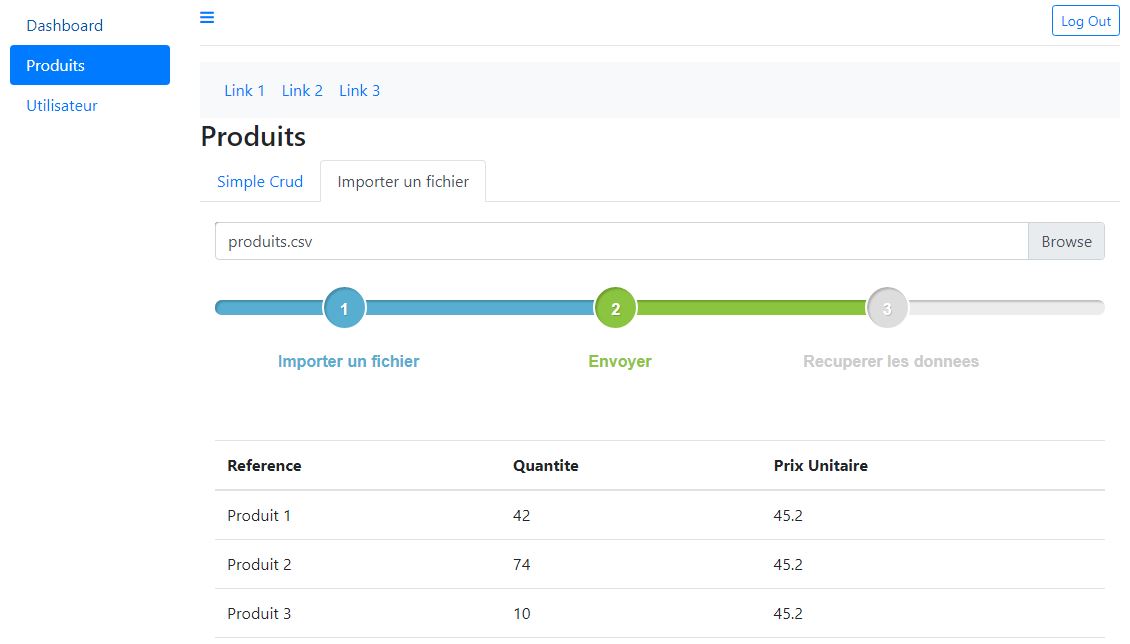 Dashboard
Log Out
Produits
Utilisateur
Link 1 Link 2 Link 3
Produits
Simple Crud Importer un fichier
produits.csv Browse
1 2 3
Importer un fichier Envoyer Recuperer les donnees
Reference Quantite Prix Unitaire
Produit 1 42 45.2
Produit 2 74 45.2
Produit 3 10 45.2